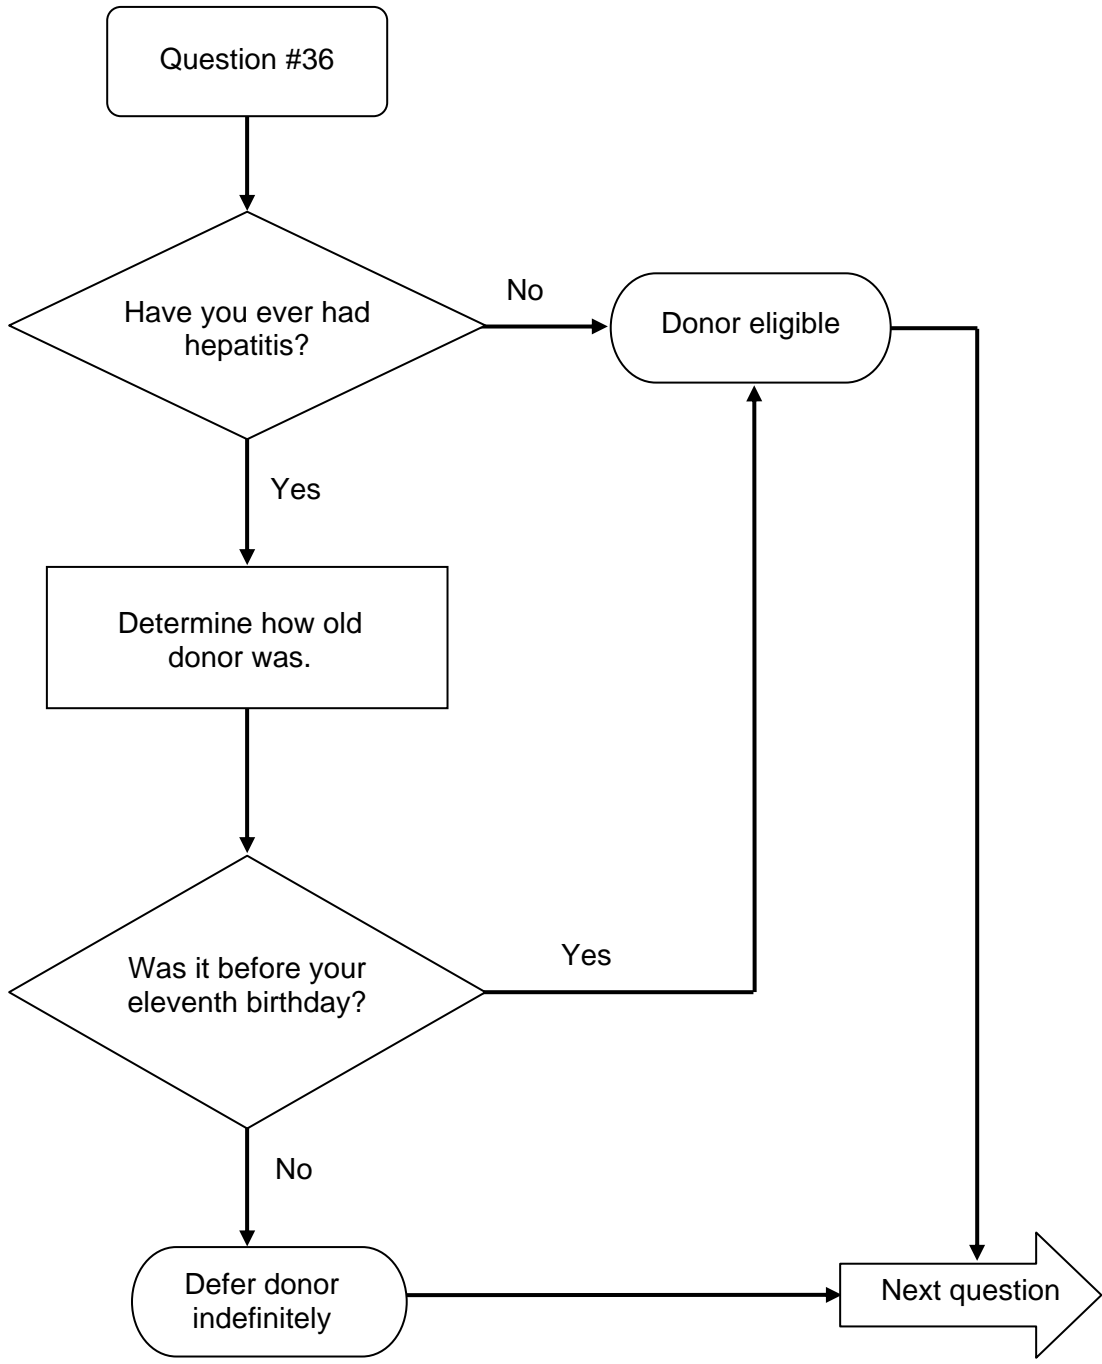 Question #36
Have you ever had
hepatitis?
No
Donor eligible
Yes
Determine how old
donor was.
Was it before your
eleventh birthday?
Yes
No
Defer donor
indefinitely
Next question